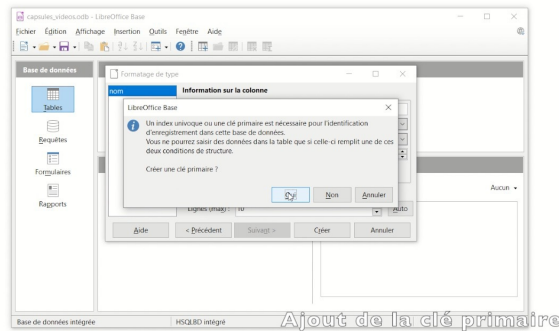 capsules_videos.odb - LibreOffice Base
Fichier Édition Affichage Insertion Outils Fenêtre Aide
Base de données
Tables
Requêtes
Formulaires
Rapports
Formatage de type
nom
Information sur la colonne
LibreOffice Base
Un index univoque ou une clé primaire est nécessaire pour l'identification
d'enregistrement dans cette base de données.
Vous ne pourrez saisir des données dans la table que si celle-ci remplit une de ces
deux conditions de structure.
Créer une clé primaire ?
Oui Non Annuler
Aucun
Lignes (max) : 10 Auto
Aide < Précédent Suivant > Créer Annuler
Base de données intégrée HSQLBD intégré
Ajout de la clé primaire